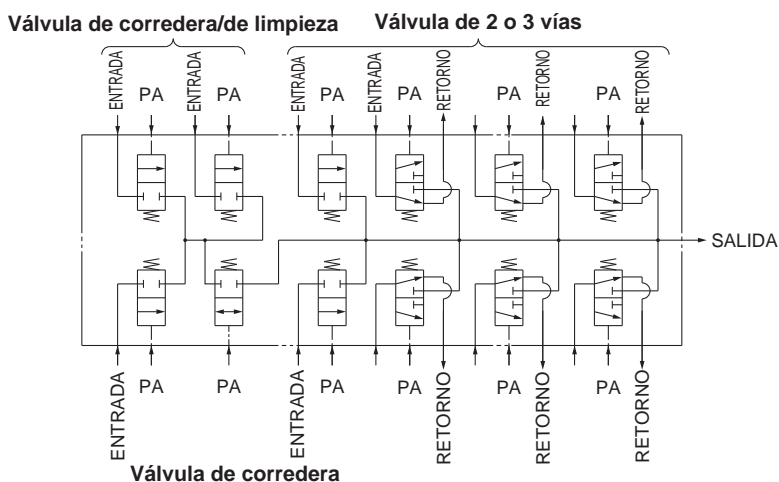 Válvula de corredera/de limpieza
Válvula de 2 o 3 vías
ENTRADA
PA
ENTRADA
PA
ENTRADA
PA
ENTRADA
PA
RETORNO
PA
RETORNO
PA
RETORNO
SALIDA
ENTRADA
PA
PA
ENTRADA
PA
PA
RETORNO
PA
RETORNO
PA
RETORNO
Válvula de corredera